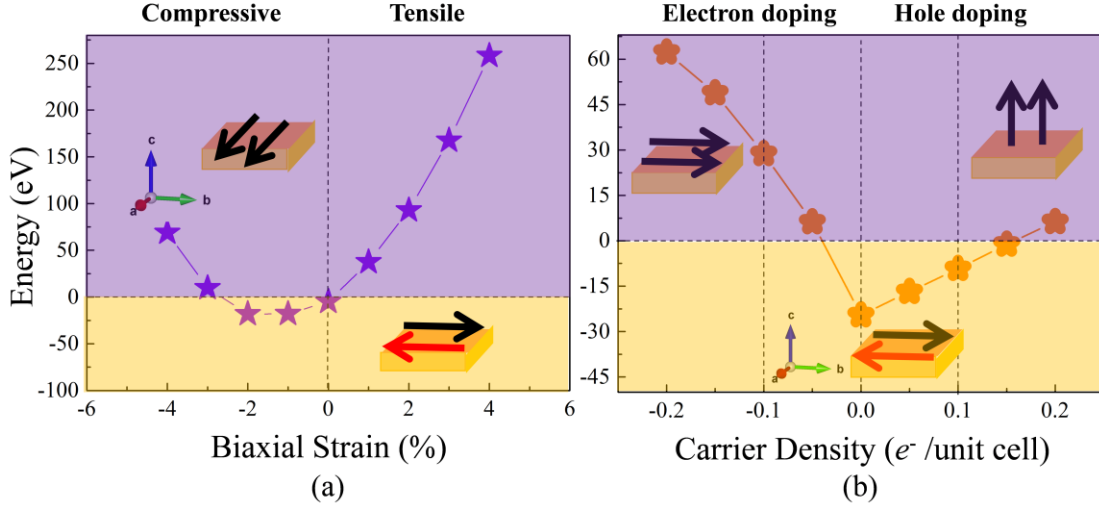 Compressive Tensile
Energy (eV)
250
200
150
100
50
0
-50
-100
-6 -4 -2 0 2 4 6
Biaxial Strain (%)
c
b
a
(a)
Electron doping Hole doping
60
45
30
15
0
-15
-30
-45
-0.2 -0.1 0.0 0.1 0.2
Carrier Density (e⁻ /unit cell)
c
b
a
(b)